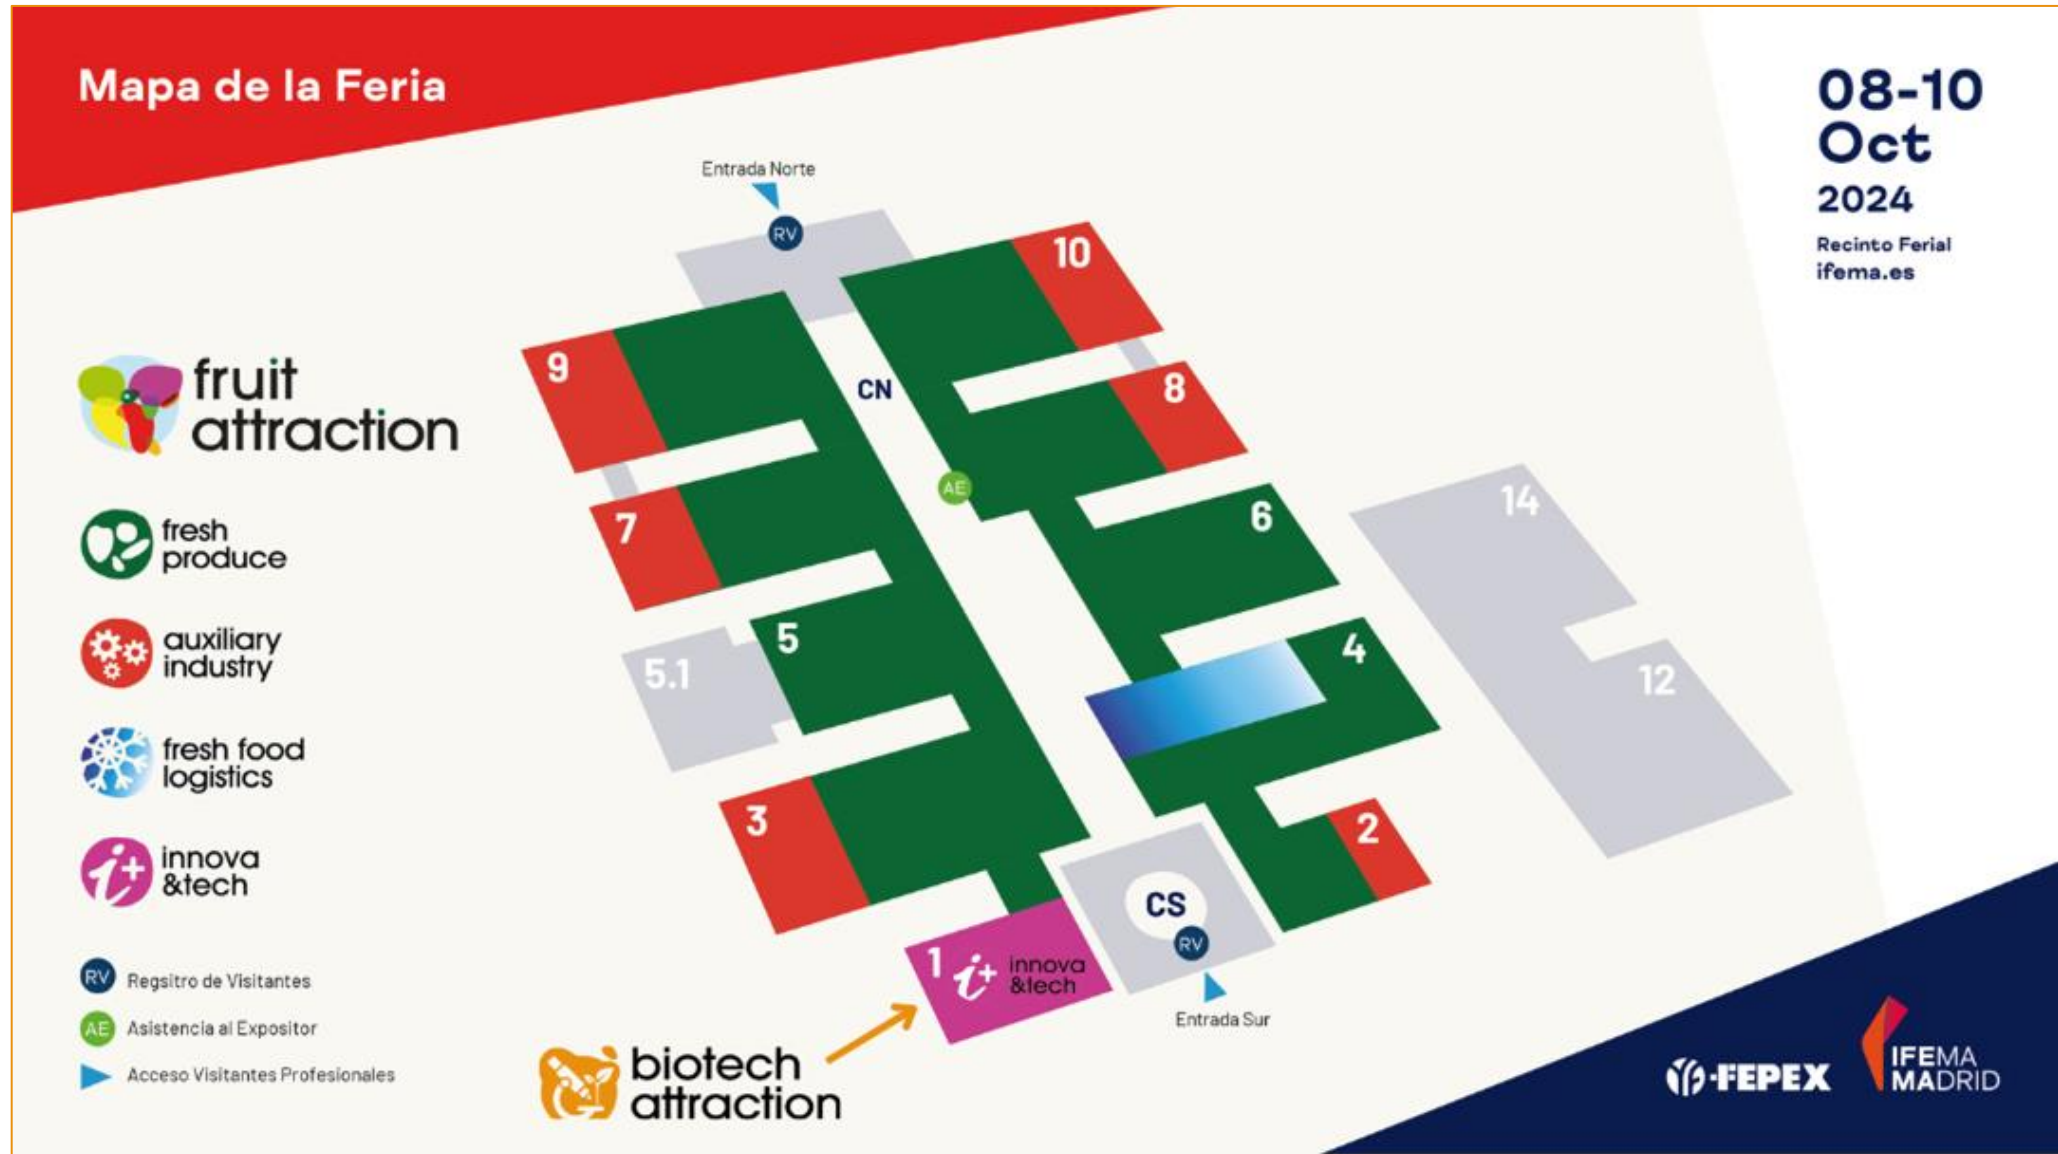 Mapa de la Feria
08-10
Oct
2024
Recinto Ferial
ifema.es
Entrada Norte
RV
10
9
CN
8
fruit
attraction
AE
7
6
14
fresh
produce
5
4
5.1
12
auxiliary
industry
fresh food
logistics
3
2
innova
&tech
CS
RV
1
i+
innova
&tech
Entrada Sur
RV Regsitro de Visitantes
AE Asistencia al Expositor
Acceso Visitantes Profesionales
biotech
attraction
FEPEX
IFEMA
MADRID